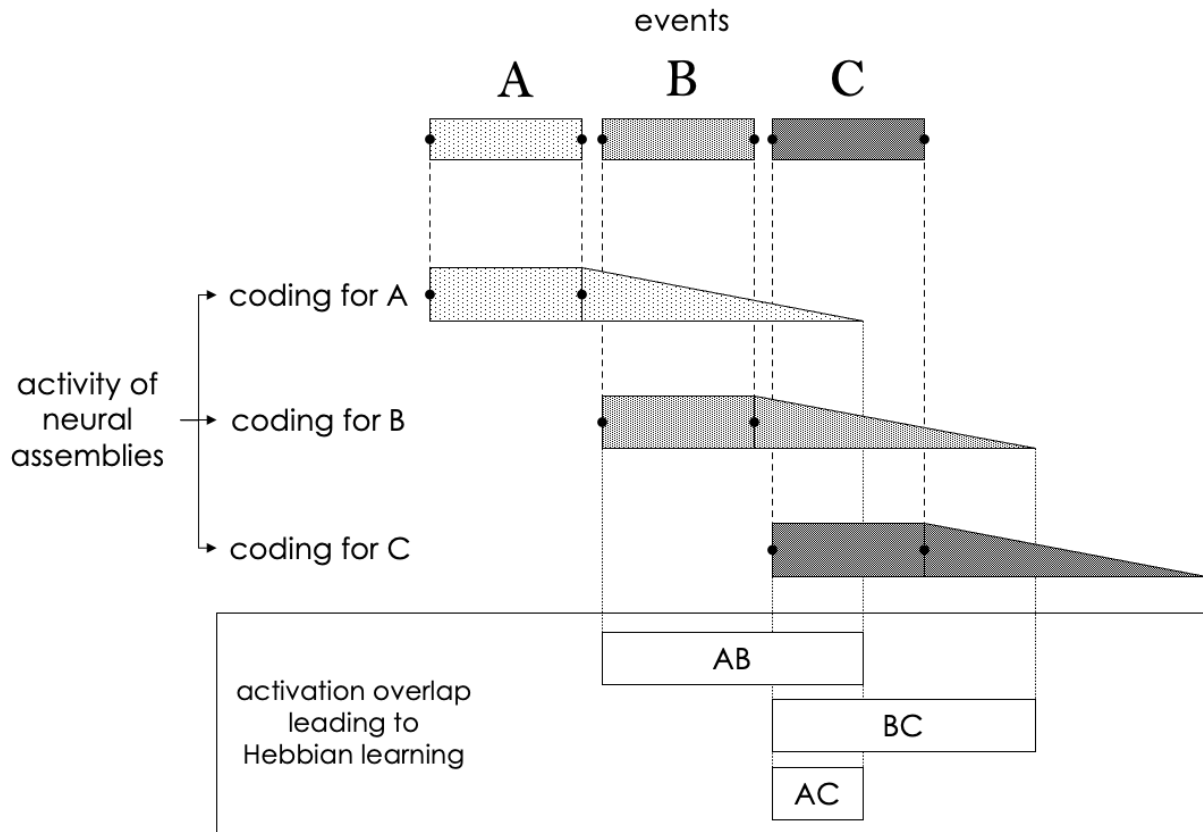 events
A B C
coding for A
activity of
neural
assemblies
coding for B
coding for C
AB
activation overlap
leading to
Hebbian learning
BC
AC